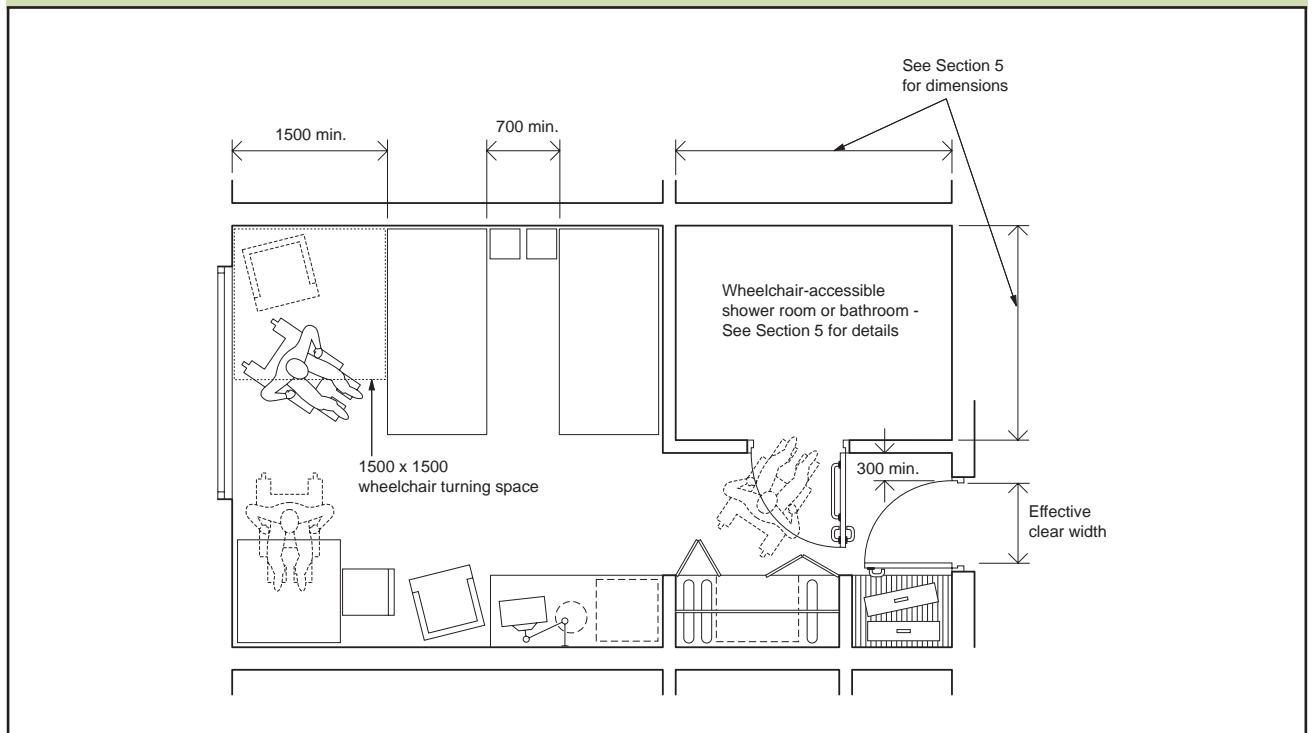 See Section 5
for dimensions
1500 min.
700 min.
Wheelchair-accessible
shower room or bathroom -
See Section 5 for details
1500 x 1500
wheelchair turning space
300 min.
Effective
clear width